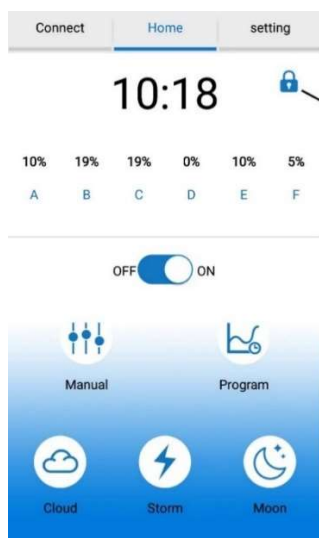 Connect Home setting
10:18
10% 19% 19% 0% 10% 5%
A B C D E F
OFF ON
Manual Program
Cloud Storm Moon